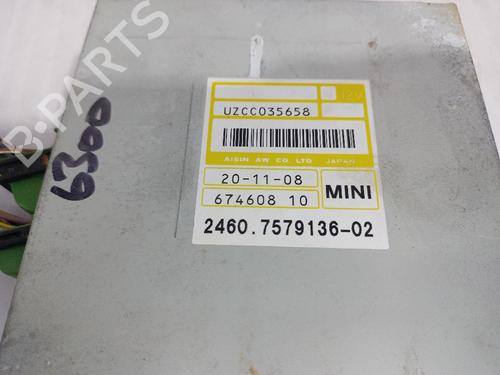 B-PARTS
6300
12V
UZCC035658
AISIN AW CO. LTD JAPAN
20-11-08
674608 10
MINI
2460.7579136-02